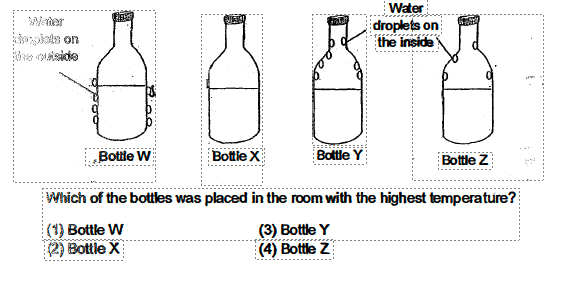 Water
droplets on
the outside
Water
droplets on
the inside
Bottle W
Bottle X
Bottle Y
Bottle Z
Which of the bottles was placed in the room with the highest temperature?
(1) Bottle W
(3) Bottle Y
(2) Bottle X
(4) Bottle Z